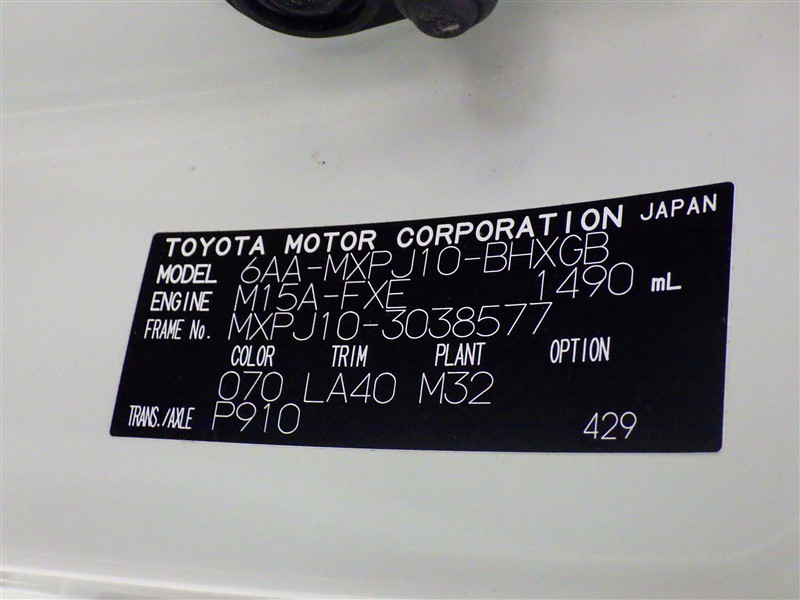 TOYOTA MOTOR CORPORATION JAPAN
MODEL 6AA-MXPJ10-BHXGB
ENGINE M15A-FXE 1490 mL
FRAME No. MXPJ10-3038577
COLOR TRIM PLANT OPTION
070 LA40 M32
TRANS./AXLE P910 429